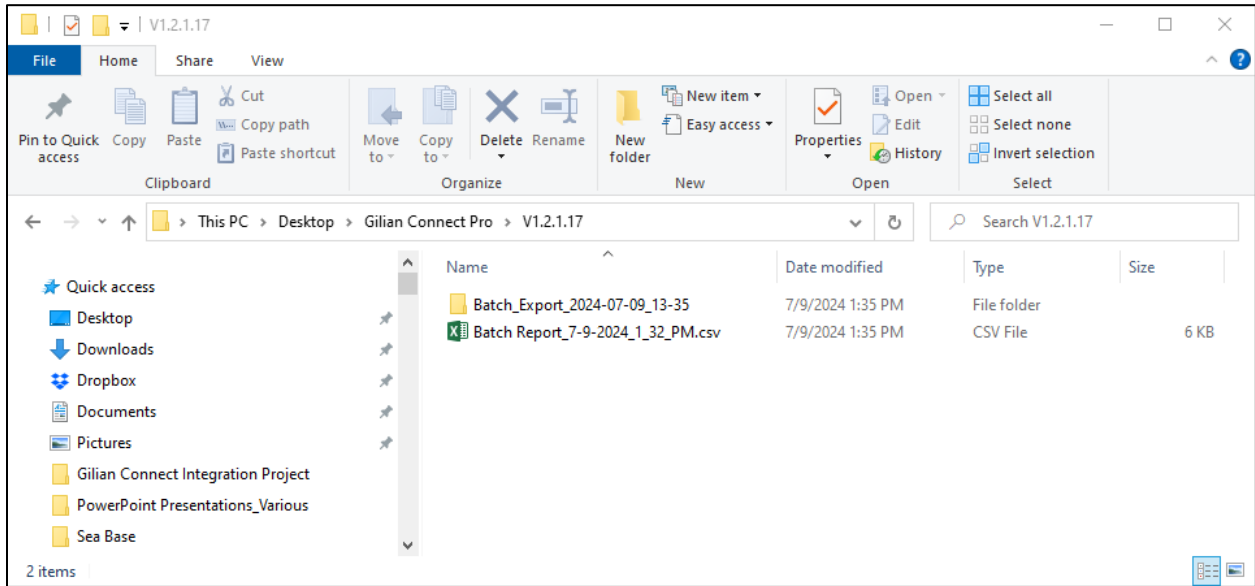 V1.2.1.17
File Home Share View
Pin to Quick access
Copy
Paste
Cut
Copy path
Paste shortcut
Clipboard
Move to
Copy to
Delete
Rename
Organize
New folder
New item
Easy access
New
Properties
Open
Edit
History
Open
Select all
Select none
Invert selection
Select
This PC > Desktop > Gilian Connect Pro > V1.2.1.17
Search V1.2.1.17
Name Date modified Type Size
Quick access
Desktop
Downloads
Dropbox
Documents
Pictures
Gilian Connect Integration Project
PowerPoint Presentations_Various
Sea Base
Batch_Export_2024-07-09_13-35 7/9/2024 1:35 PM File folder
Batch Report_7-9-2024_1_32_PM.csv 7/9/2024 1:35 PM CSV File 6 KB
2 items